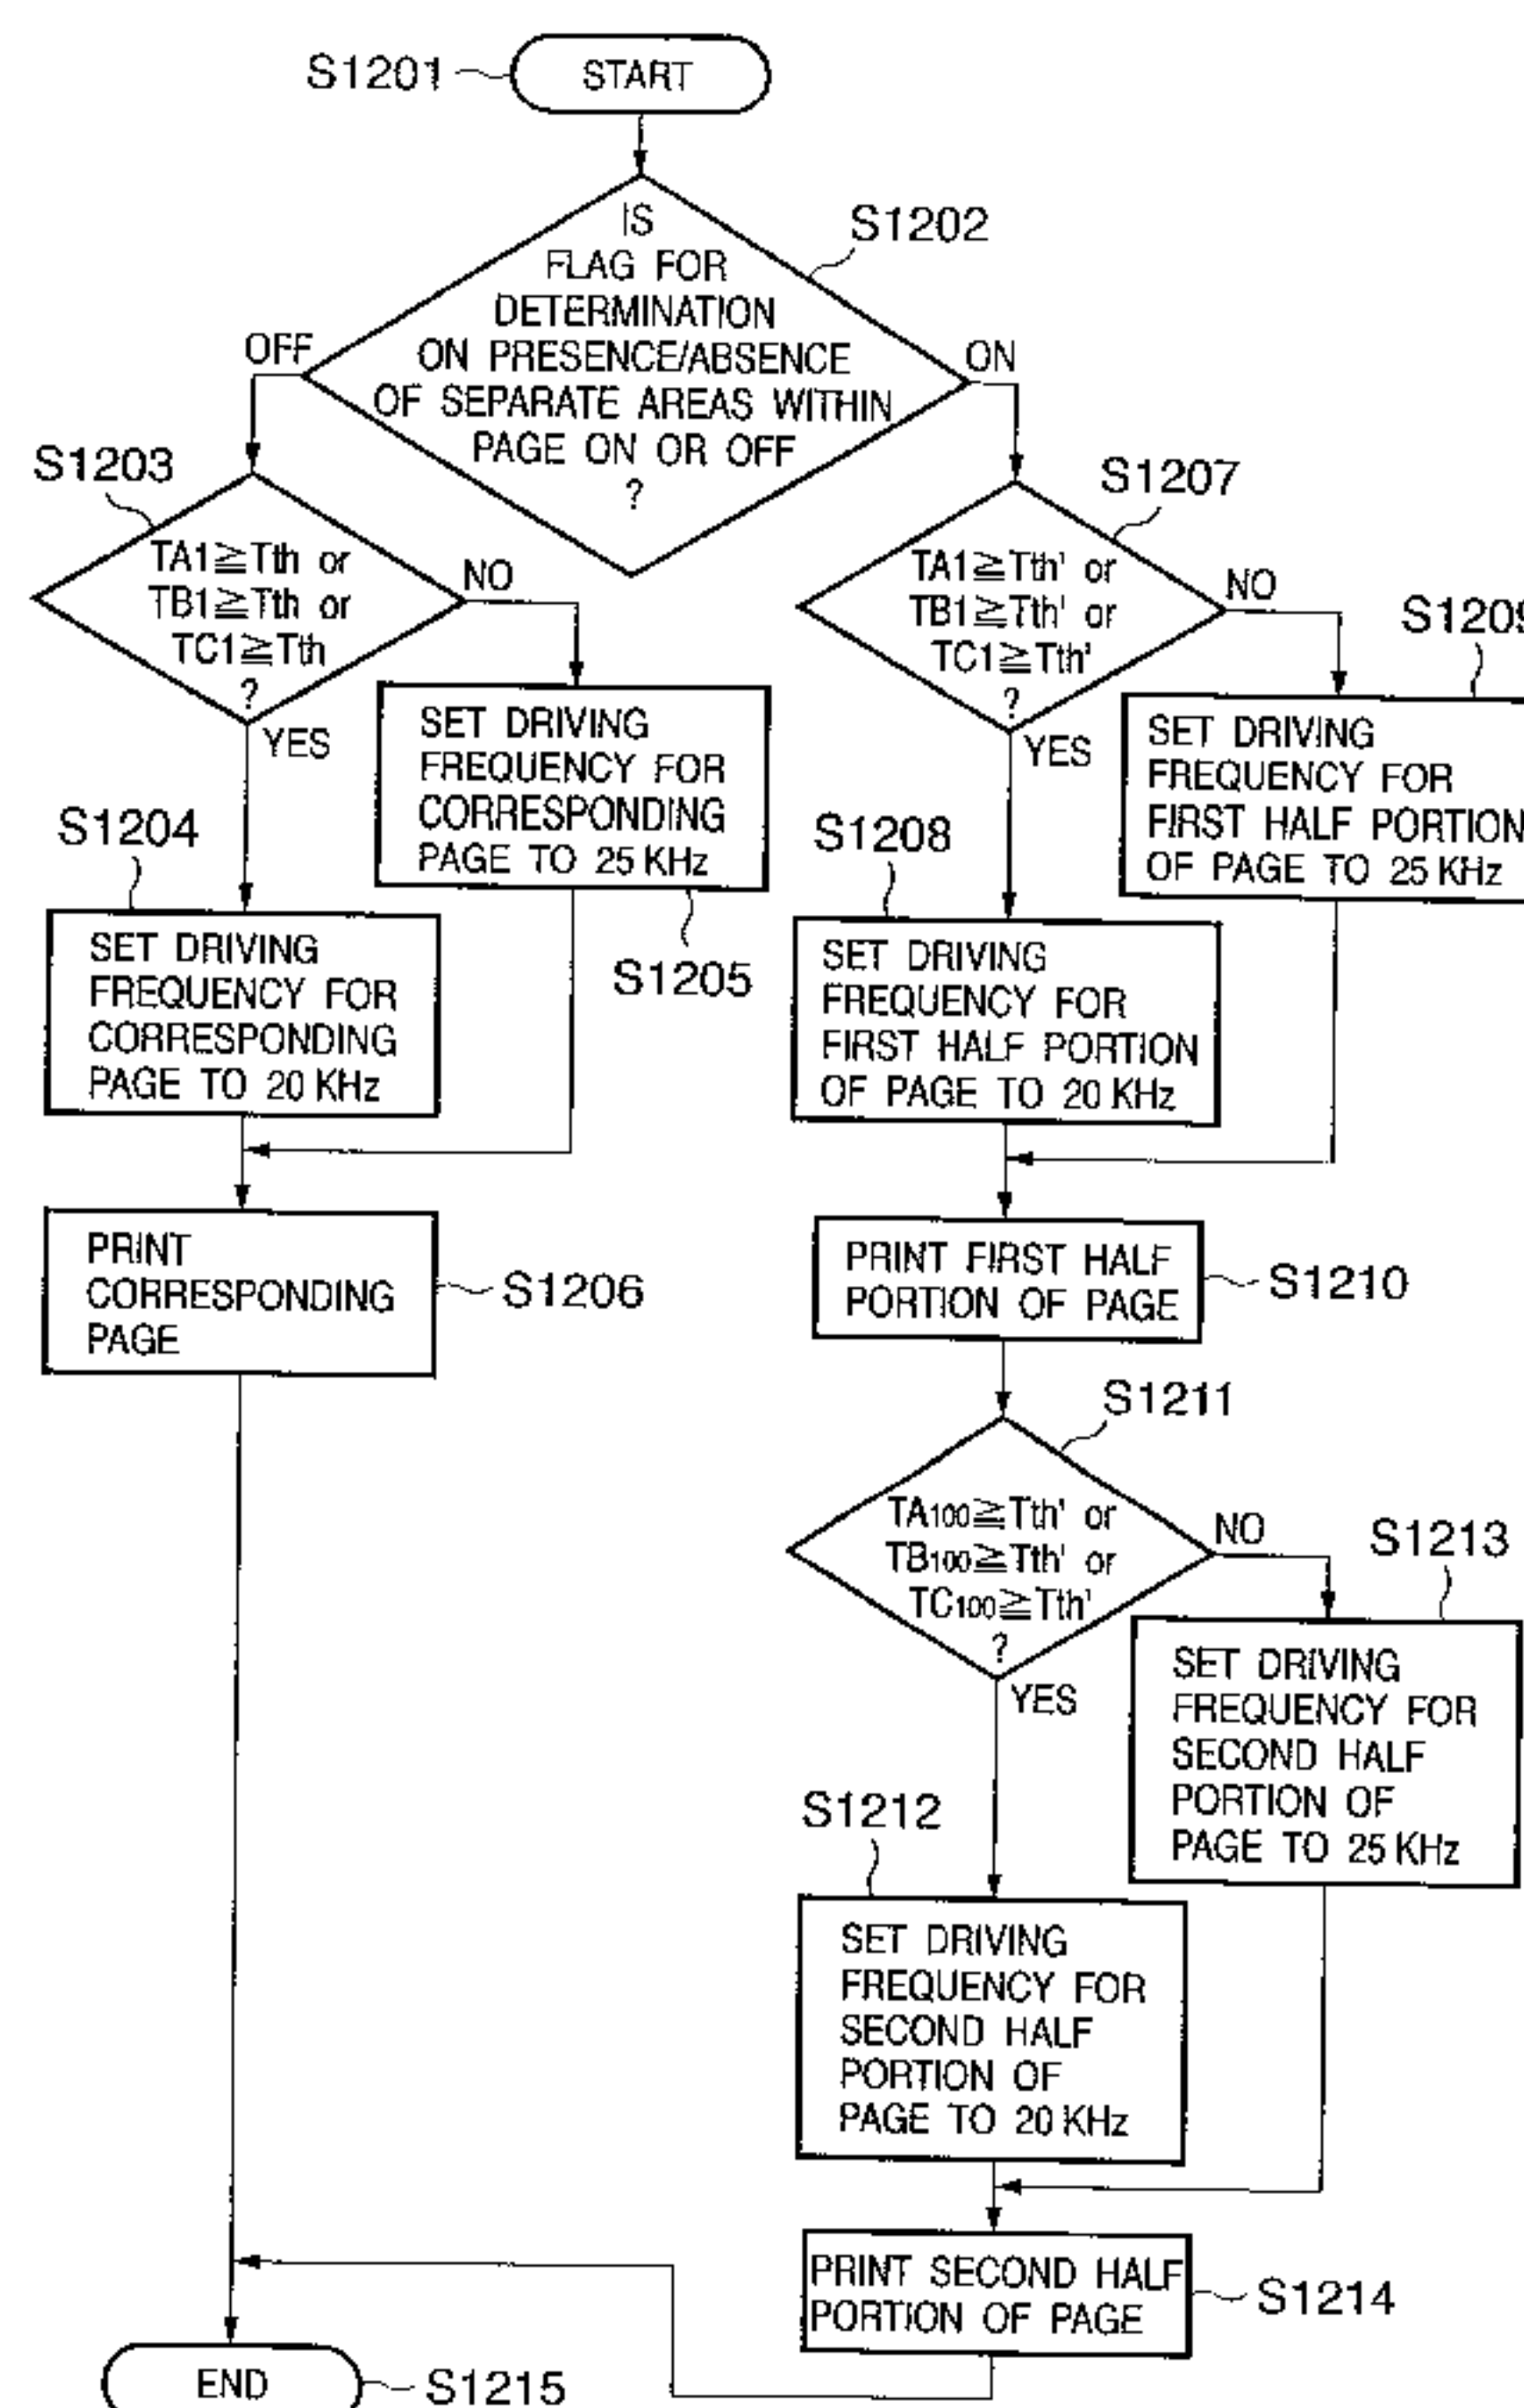 S1201
START
IS
FLAG FOR
DETERMINATION
ON PRESENCE/ABSENCE
OF SEPARATE AREAS WITHIN
PAGE ON OR OFF
?
S1202
OFF
ON
S1203
TA1≧Tth or
TB1≧Tth or
TC1≧Tth
?
NO
YES
SET DRIVING
FREQUENCY FOR
CORRESPONDING
PAGE TO 25 KHz
S1205
S1204
SET DRIVING
FREQUENCY FOR
CORRESPONDING
PAGE TO 20 KHz
PRINT
CORRESPONDING
PAGE
S1206
S1207
TA1≧Tth' or
TB1≧Tth' or
TC1≧Tth'
?
NO
YES
S1209
SET DRIVING
FREQUENCY FOR
FIRST HALF PORTION
OF PAGE TO 25 KHz
S1208
SET DRIVING
FREQUENCY FOR
FIRST HALF PORTION
OF PAGE TO 20 KHz
PRINT FIRST HALF
PORTION OF PAGE
S1210
S1211
TA100≧Tth' or
TB100≧Tth' or
TC100≧Tth'
?
NO
YES
S1213
SET DRIVING
FREQUENCY FOR
SECOND HALF
PORTION OF
PAGE TO 25 KHz
S1212
SET DRIVING
FREQUENCY FOR
SECOND HALF
PORTION OF
PAGE TO 20 KHz
PRINT SECOND HALF
PORTION OF PAGE
S1214
END
S1215